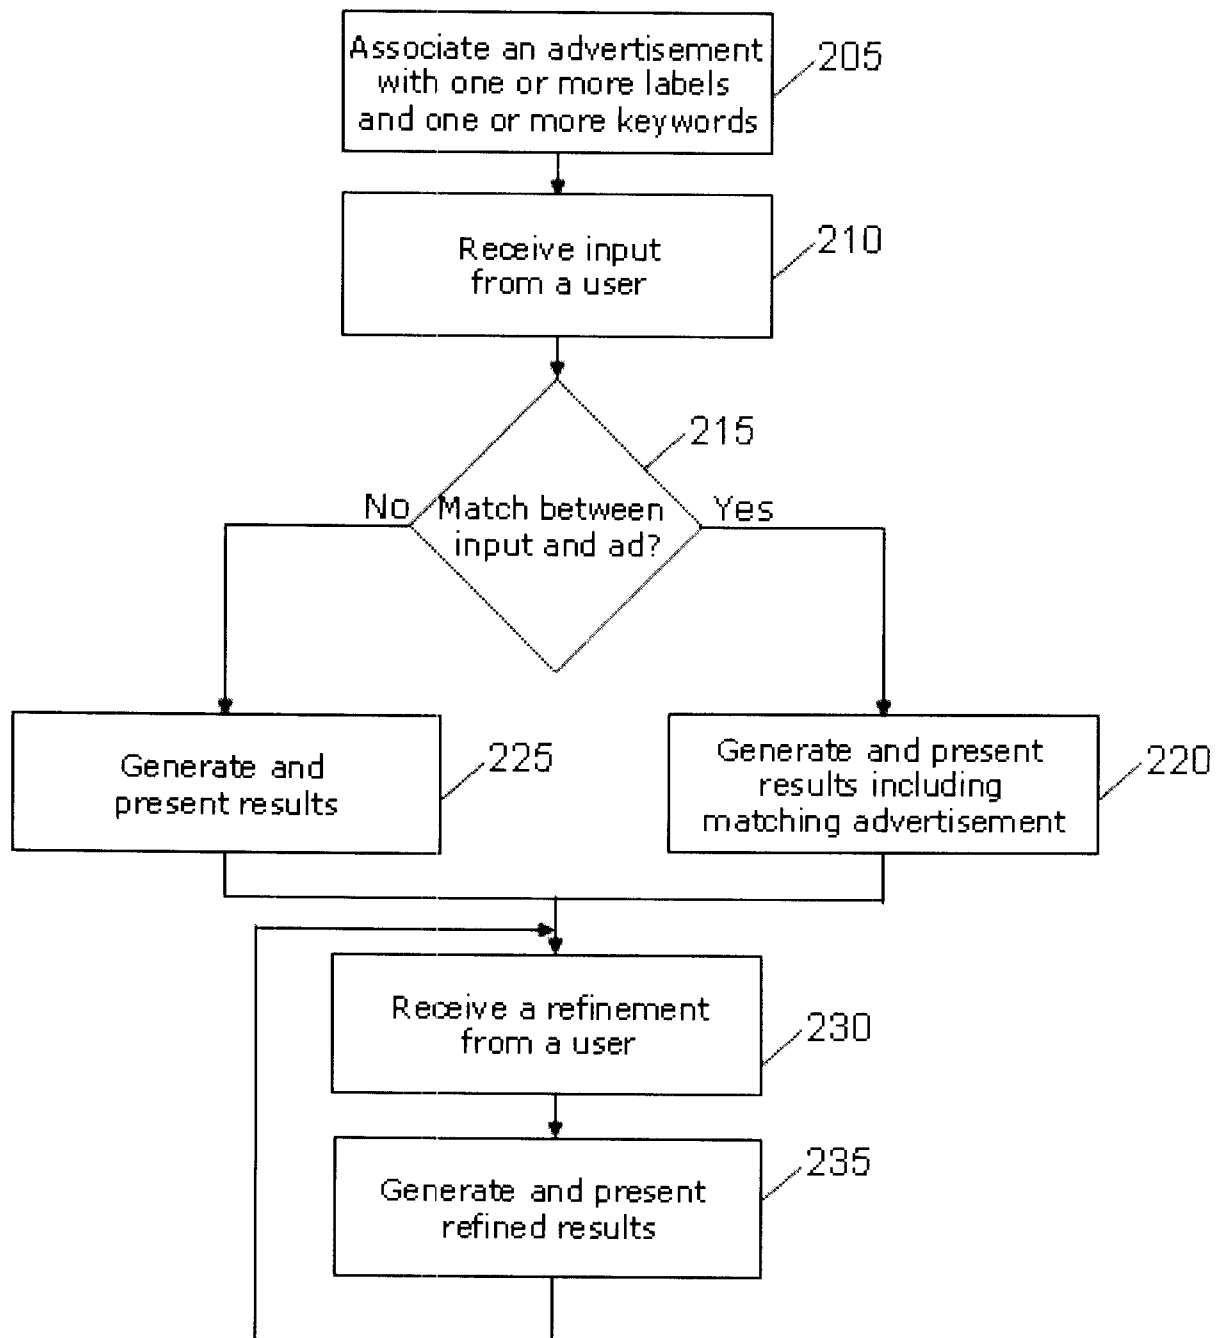 Associate an advertisement
with one or more labels
and one or more keywords
205
Receive input
from a user
210
215
No
Match between
input and ad?
Yes
Generate and
present results
225
Generate and present
results including
matching advertisement
220
Receive a refinement
from a user
230
Generate and present
refined results
235